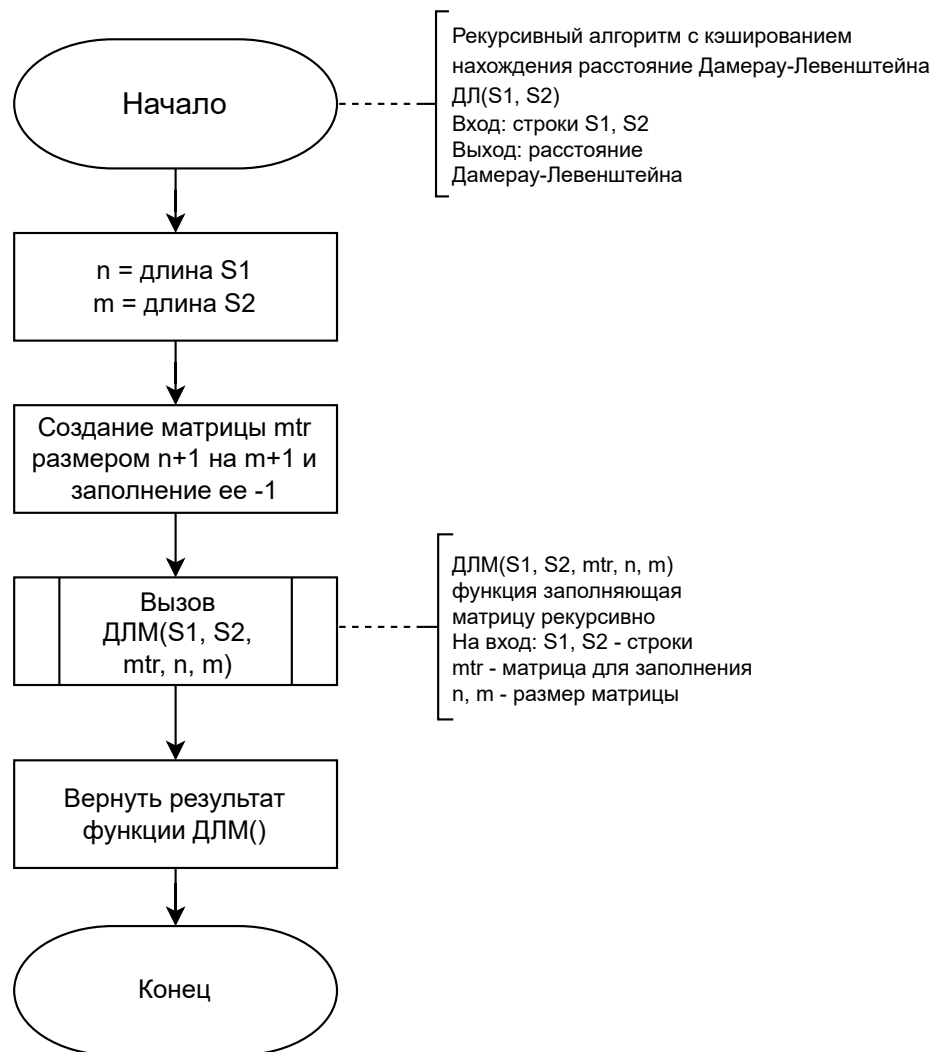 Начало
Рекурсивный алгоритм с кэшированием
нахождения расстояние Дамерау-Левенштейна
ДЛ(S1, S2)
Вход: строки S1, S2
Выход: расстояние
Дамерау-Левенштейна
n = длина S1
m = длина S2
Создание матрицы mtr
размером n+1 на m+1 и
заполнение ее -1
Вызов
ДЛМ(S1, S2,
mtr, n, m)
ДЛМ(S1, S2, mtr, n, m)
функция заполняющая
матрицу рекурсивно
На вход: S1, S2 - строки
mtr - матрица для заполнения
n, m - размер матрицы
Вернуть результат
функции ДЛМ()
Конец